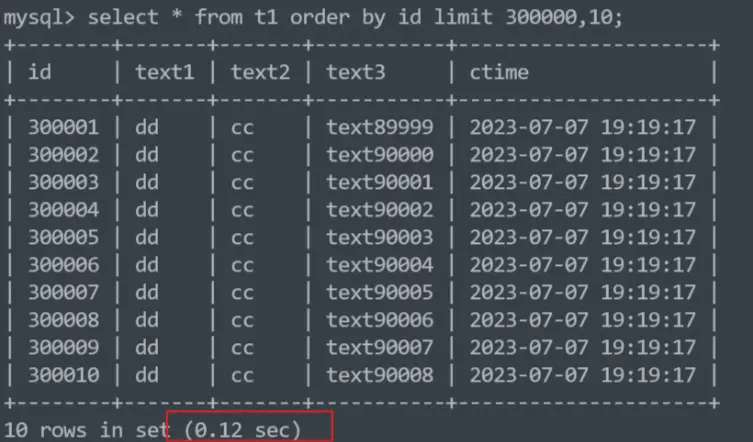 mysql> select * from t1 order by id limit 300000,10;
+--------+-------+-------+-----------+---------------------+
| id     | text1 | text2 | text3     | ctime               |
+--------+-------+-------+-----------+---------------------+
| 300001 | dd    | cc    | text89999 | 2023-07-07 19:19:17 |
| 300002 | dd    | cc    | text90000 | 2023-07-07 19:19:17 |
| 300003 | dd    | cc    | text90001 | 2023-07-07 19:19:17 |
| 300004 | dd    | cc    | text90002 | 2023-07-07 19:19:17 |
| 300005 | dd    | cc    | text90003 | 2023-07-07 19:19:17 |
| 300006 | dd    | cc    | text90004 | 2023-07-07 19:19:17 |
| 300007 | dd    | cc    | text90005 | 2023-07-07 19:19:17 |
| 300008 | dd    | cc    | text90006 | 2023-07-07 19:19:17 |
| 300009 | dd    | cc    | text90007 | 2023-07-07 19:19:17 |
| 300010 | dd    | cc    | text90008 | 2023-07-07 19:19:17 |
+--------+-------+-------+-----------+---------------------+
10 rows in set (0.12 sec)